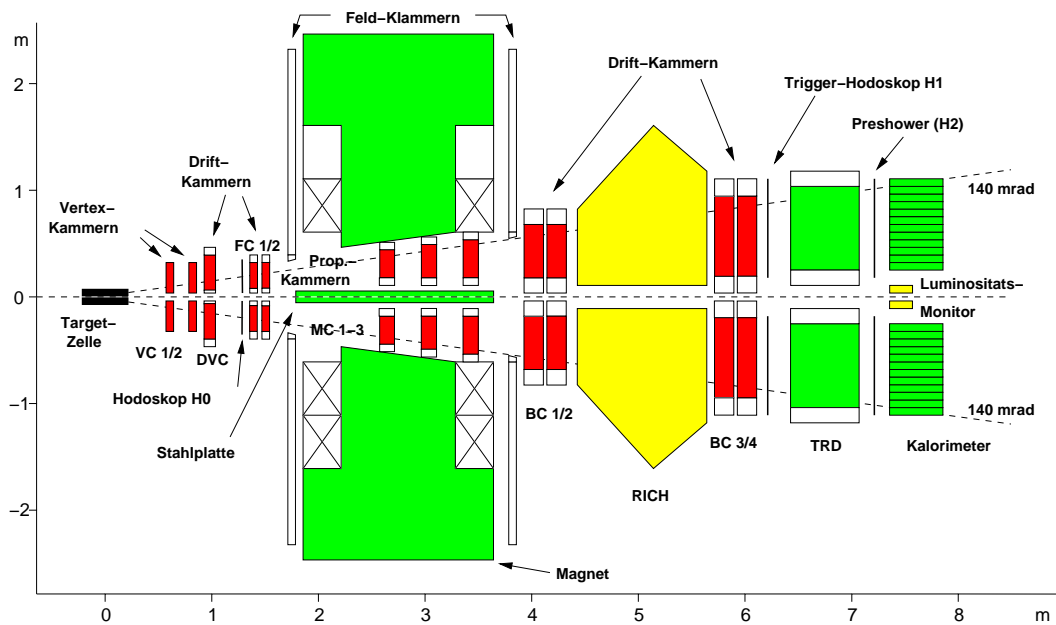 Feld–Klammern
m
2
1
0
–1
–2
Drift–Kammern
Trigger–Hodoskop H1
Preshower (H2)
Drift–
Kammern
Vertex–
Kammern
FC 1/2
140 mrad
Prop.–
Kammern
Target–
Zelle
Luminositats–
Monitor
MC 1–3
VC 1/2
DVC
Hodoskop H0
Stahlplatte
BC 1/2
BC 3/4
TRD
Kalorimeter
140 mrad
RICH
Magnet
0 1 2 3 4 5 6 7 8 m